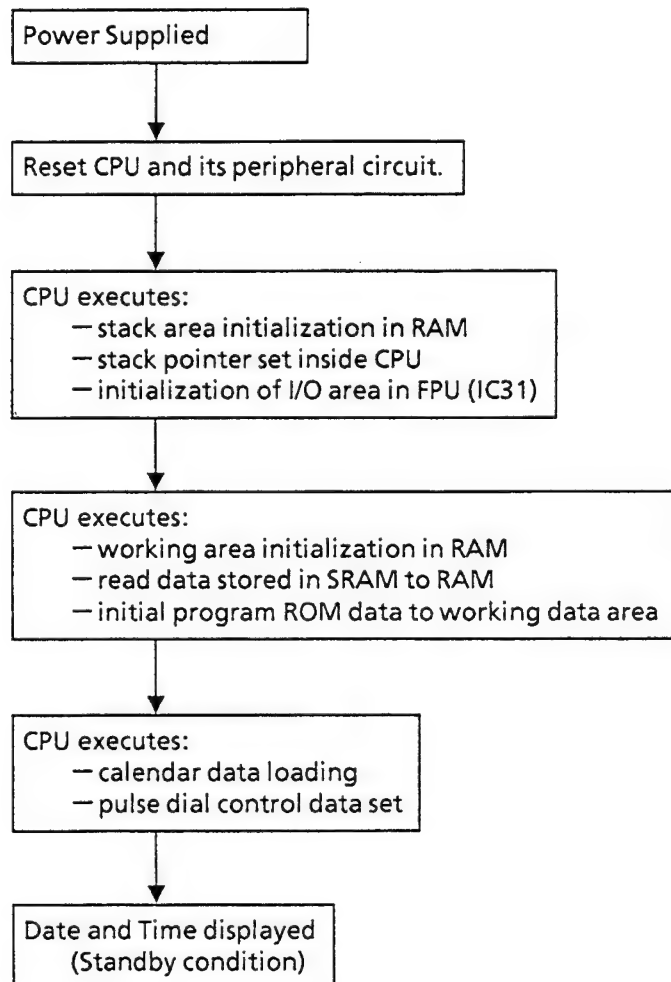 Power Supplied
Reset CPU and its peripheral circuit.
CPU executes:
— stack area initialization in RAM
— stack pointer set inside CPU
— initialization of I/O area in FPU (IC31)
CPU executes:
— working area initialization in RAM
— read data stored in SRAM to RAM
— initial program ROM data to working data area
CPU executes:
— calendar data loading
— pulse dial control data set
Date and Time displayed
(Standby condition)